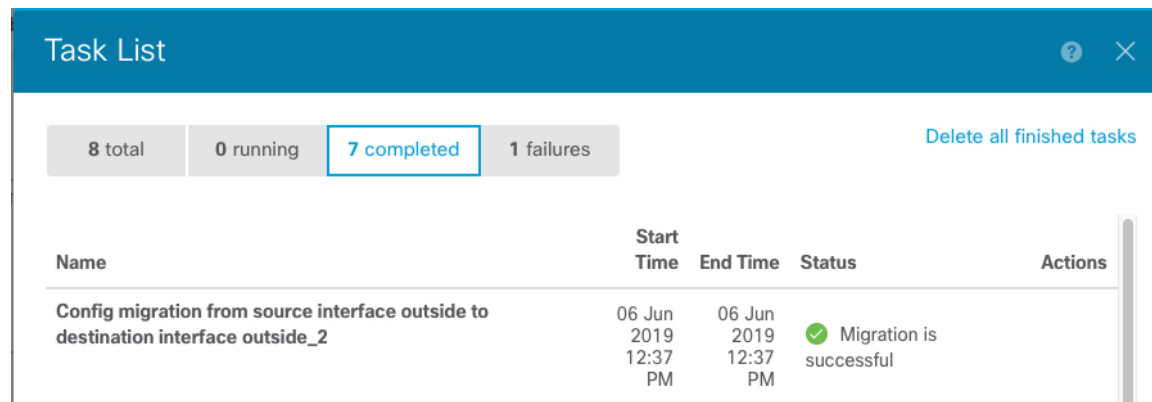 Task List
8 total
0 running
7 completed
1 failures
Delete all finished tasks
Name
Start
Time
End Time
Status
Actions
Config migration from source interface outside to
destination interface outside_2
06 Jun
2019
12:37
PM
06 Jun
2019
12:37
PM
Migration is
successful